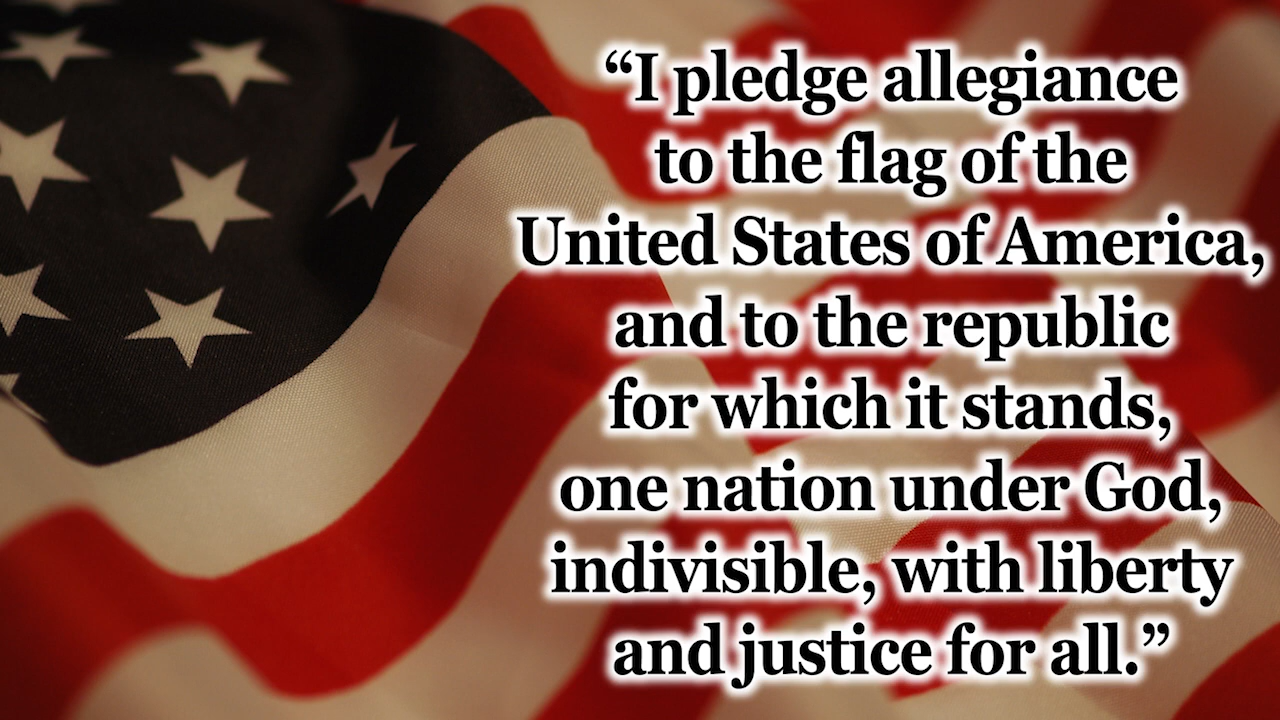 “I pledge allegiance
to the flag of the
United States of America,
and to the republic
for which it stands,
one nation under God,
indivisible, with liberty
and justice for all.”